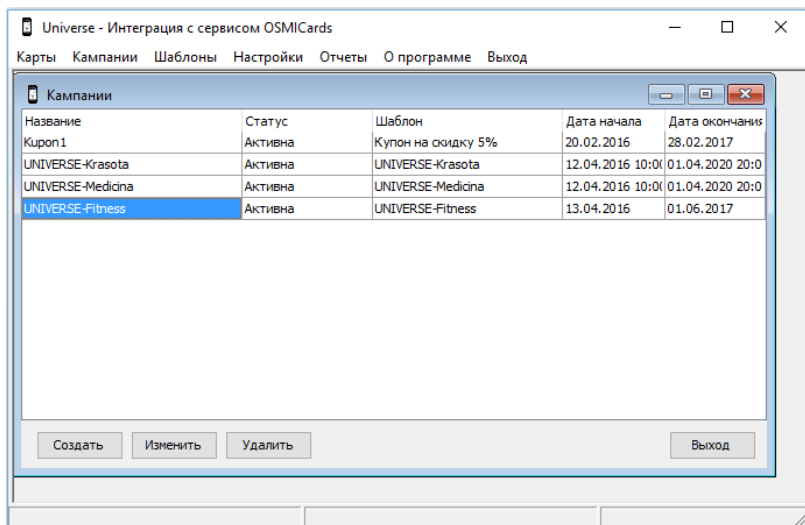 Universe - Интеграция с сервисом OSMICards
Карты Кампании Шаблоны Настройки Отчеты О программе Выход
Кампании
Название Статус Шаблон Дата начала Дата окончания
Kupon1 Активна Купон на скидку 5% 20.02.2016 28.02.2017
UNIVERSE-Krasota Активна UNIVERSE-Krasota 12.04.2016 10:0 01.04.2020 20:0
UNIVERSE-Medicina Активна UNIVERSE-Medicina 12.04.2016 10:0 01.04.2020 20:0
UNIVERSE-Fitness Активна UNIVERSE-Fitness 13.04.2016 01.06.2017
Создать Изменить Удалить Выход